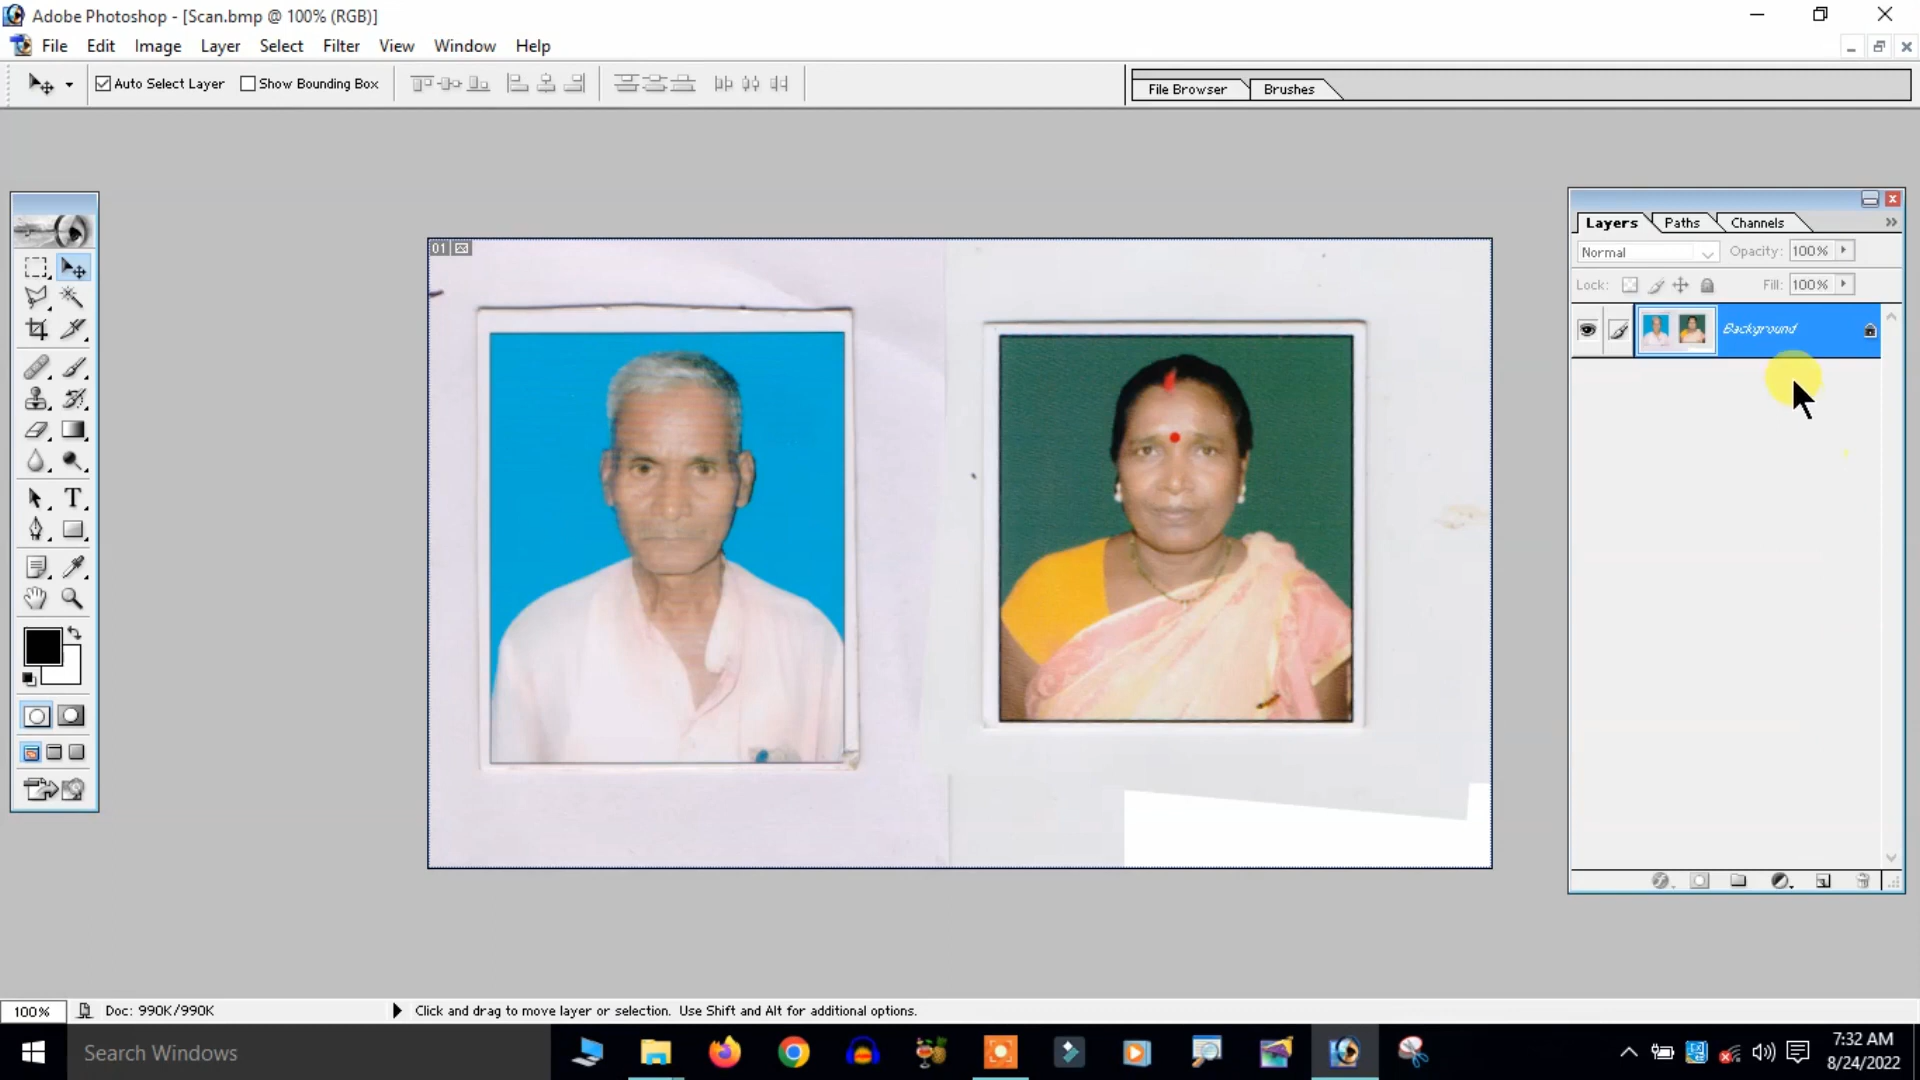 Adobe Photoshop - [Scan.bmp @ 100% (RGB)]
File Edit Image Layer Select Filter View Window Help
Auto Select Layer Show Bounding Box
File Browser Brushes
Layers Paths Channels
Normal Opacity: 100%
Lock: Fill: 100%
01
Background
T
100% Doc: 990K/990K Click and drag to move layer or selection. Use Shift and Alt for additional options.
Search Windows
7:32 AM
8/24/2022